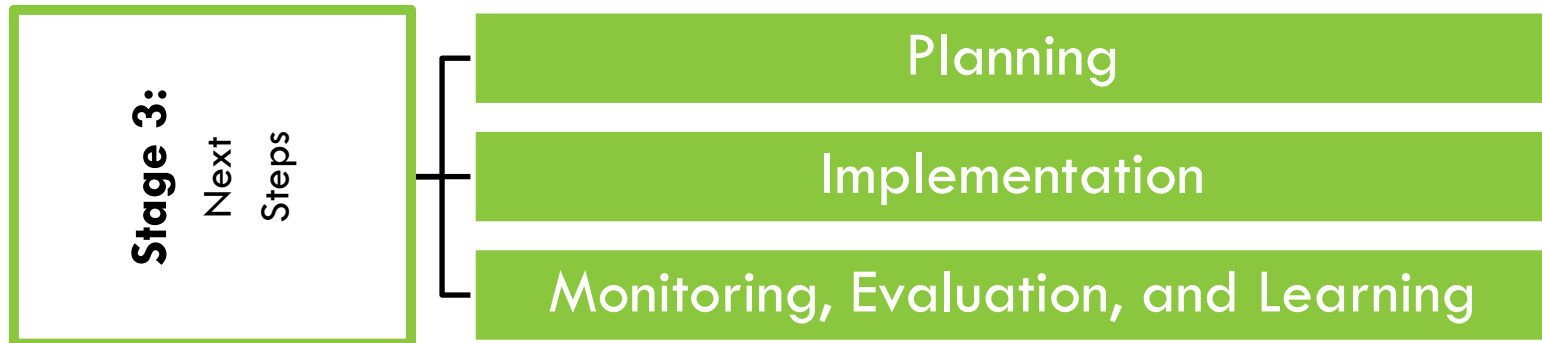 Stage 3:
Next
Steps
Planning
Implementation
Monitoring, Evaluation, and Learning